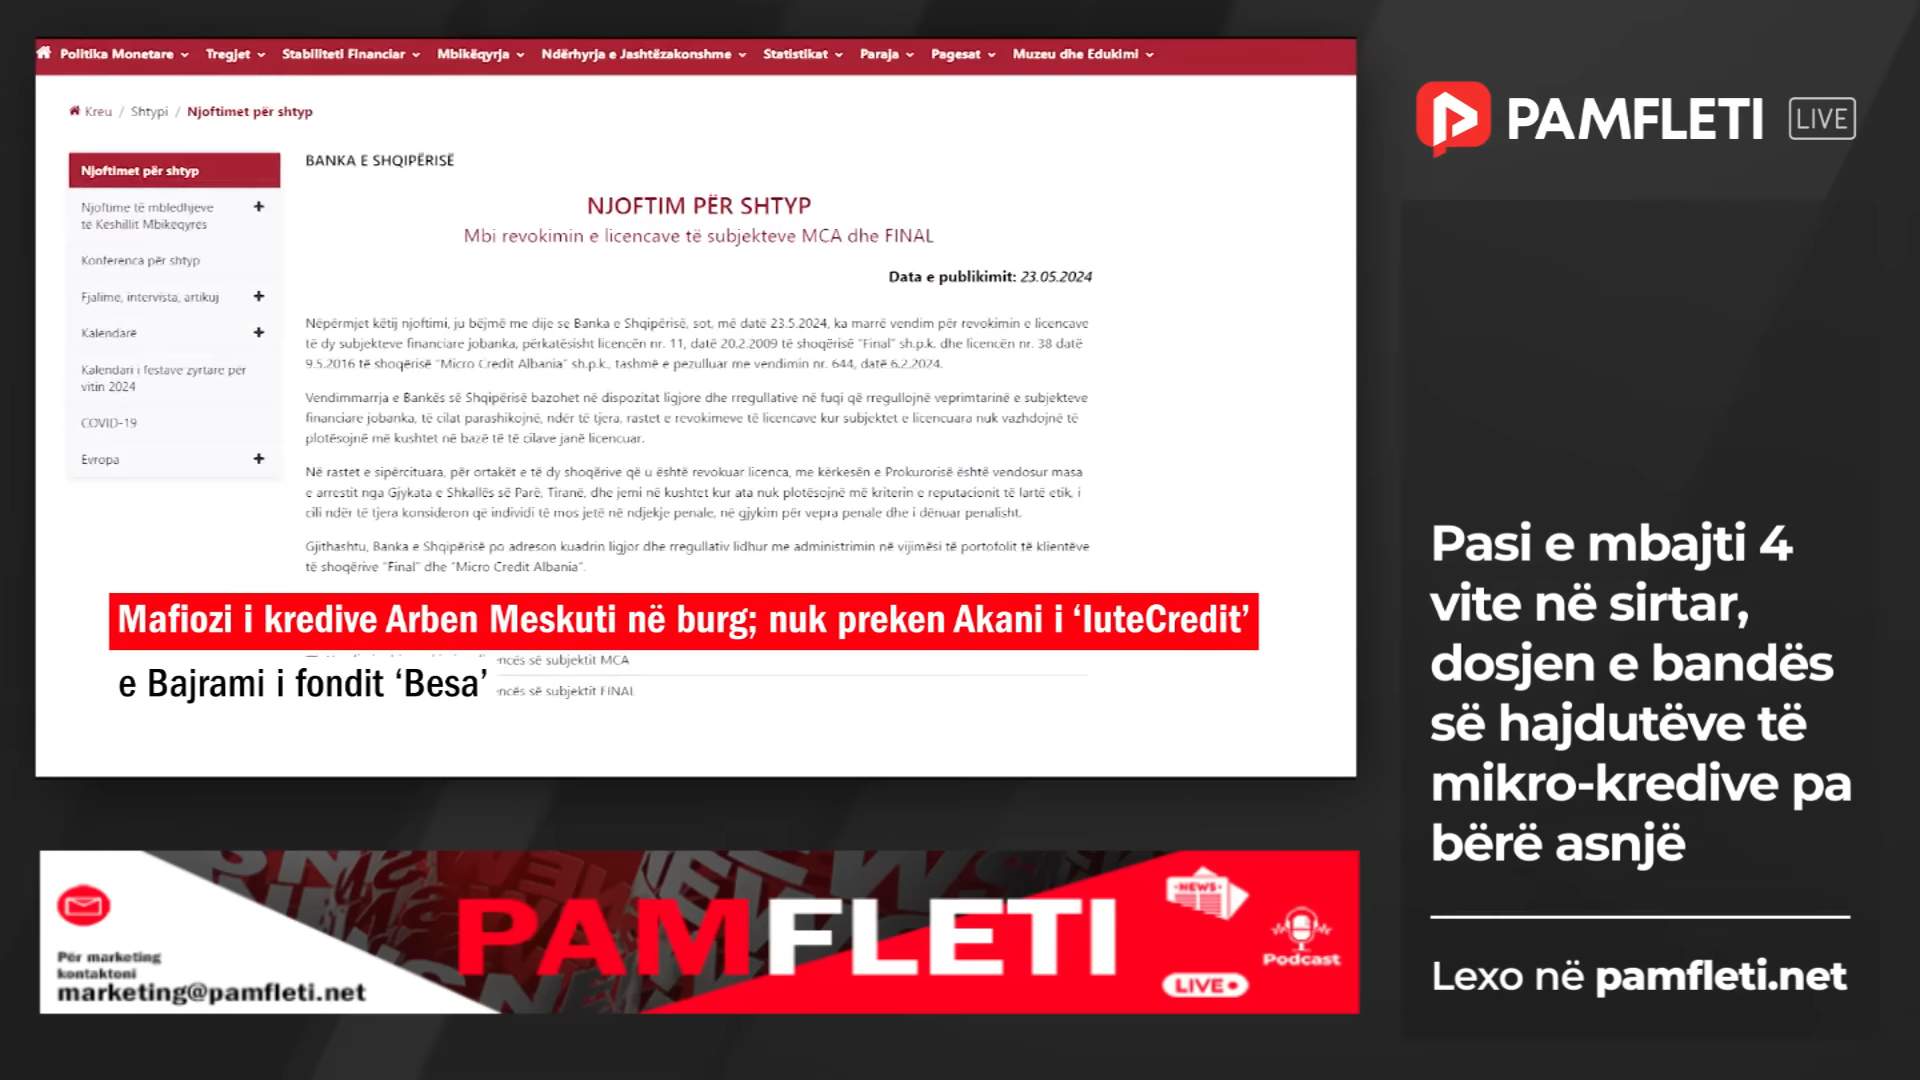 Politika Monetare Tregjet Stabiliteti Financiar Mbikëqyrja Ndërhyrja e Jashtëzakonshme Statistikat Paraja Pagesat Muzeu dhe Edukimi
Kreu / Shtypi / Njoftimet për shtyp
Njoftimet për shtyp
Njoftime të mbledhjeve
të Këshillit Mbikëqyrës
Konferenca për shtyp
Fjalime, intervista, artikuj
Kalendarë
Kalendari i festave zyrtare për
vitin 2024
COVID-19
Evropa
BANKA E SHQIPËRISË
NJOFTIM PËR SHTYP
Mbi revokimin e licencave të subjekteve MCA dhe FINAL
Data e publikimit: 23.05.2024
Nëpërmjet këtij njoftimi, ju bëjmë me dije se Banka e Shqipërisë, sot, më datë 23.5.2024, ka marrë vendim për revokimin e licencave
të dy subjekteve financiare jobanka, përkatësisht licencën nr. 11, datë 20.2.2009 të shoqërisë "Final" sh.p.k. dhe licencën nr. 38 datë
9.5.2016 të shoqërisë "Micro Credit Albania" sh.p.k., tashmë e pezulluar me vendimin nr. 644, datë 6.2.2024.
Vendimmarrja e Bankës së Shqipërisë bazohet në dispozitat ligjore dhe rregullative në fuqi që rregullojnë veprimtarinë e subjekteve
financiare jobanka, të cilat parashikojnë, ndër të tjera, rastet e revokimeve të licencave kur subjektet e licencuara nuk vazhdojnë të
plotësojnë më kushtet në bazë të të cilave janë licencuar.
Në rastet e sipërcituara, për ortakët e të dy shoqërive që u është revokuar licenca, me kërkesën e Prokurorisë është vendosur masa
e arrestit nga Gjykata e Shkallës së Parë, Tiranë, dhe jemi në kushtet kur ata nuk plotësojnë më kriterin e reputacionit të lartë etik, i
cili ndër të tjera konsideron që individi të mos jetë në ndjekje penale, në gjykim për vepra penale dhe i dënuar penalisht.
Gjithashtu, Banka e Shqipërisë po adreson kuadrin ligjor dhe rregullativ lidhur me administrimin në vijimësi të portofolit të klientëve
të shoqërive "Final" dhe "Micro Credit Albania".
Mafiozi i kredive Arben Meskuti në burg; nuk preken Akani i ‘IuteCredit’
e Bajrami i fondit ‘Besa’
së subjektit MCA
së subjektit FINAL
PAMFLETI LIVE
Pasi e mbajti 4
vite në sirtar,
dosjen e bandës
së hajdutëve të
mikro-kredive pa
bërë asnjë
Lexo në pamfleti.net
Për marketing
kontaktoni
marketing@pamfleti.net
PAMFLETI
NEWS
Podcast
LIVE